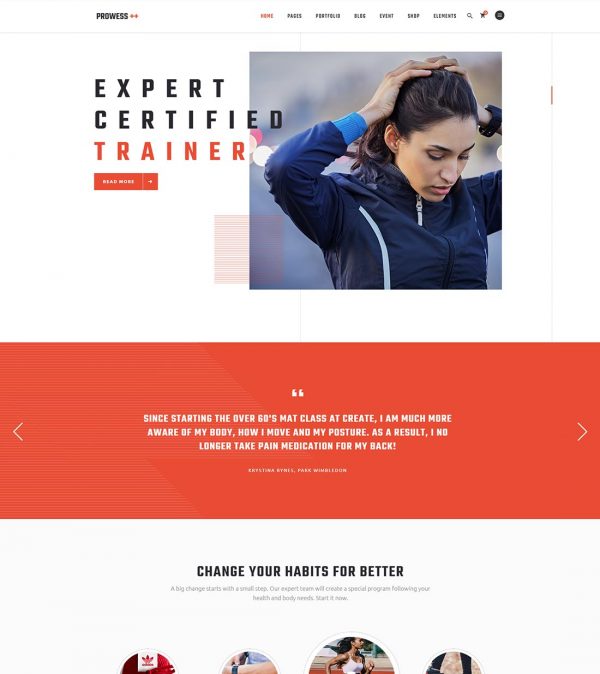 PROWESS
HOME PAGES PORTFOLIO BLOG EVENT SHOP ELEMENTS
EXPERT
CERTIFIED
TRAINER
READ MORE
SINCE STARTING THE OVER 60'S MAT CLASS AT CREATE, I AM MUCH MORE
AWARE OF MY BODY, HOW I MOVE AND MY POSTURE. AS A RESULT, I NO
LONGER TAKE PAIN MEDICATION FOR MY BACK!
KRYSTINA BYNES, PARK WIMBLEDON
CHANGE YOUR HABITS FOR BETTER
A big change starts with a small step. Our expert team will create a special program following your
health and body needs. Start it now.
adidas